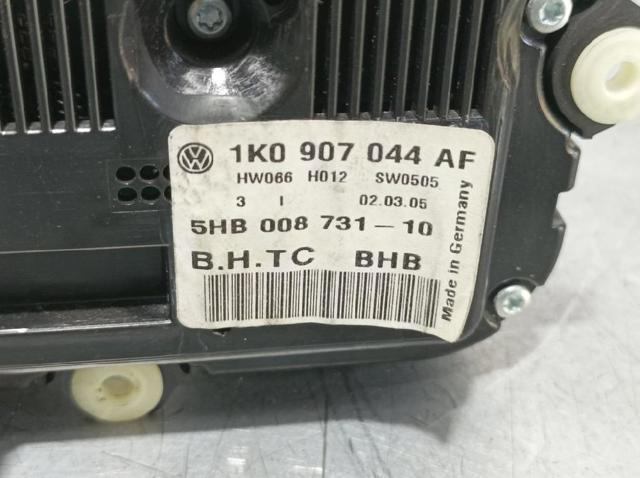 1K0 907 044 AF
HW066 H012 SW0505
3 I 02.03.05
5HB 008 731-10
B.H.TC BHB
Made in Germany